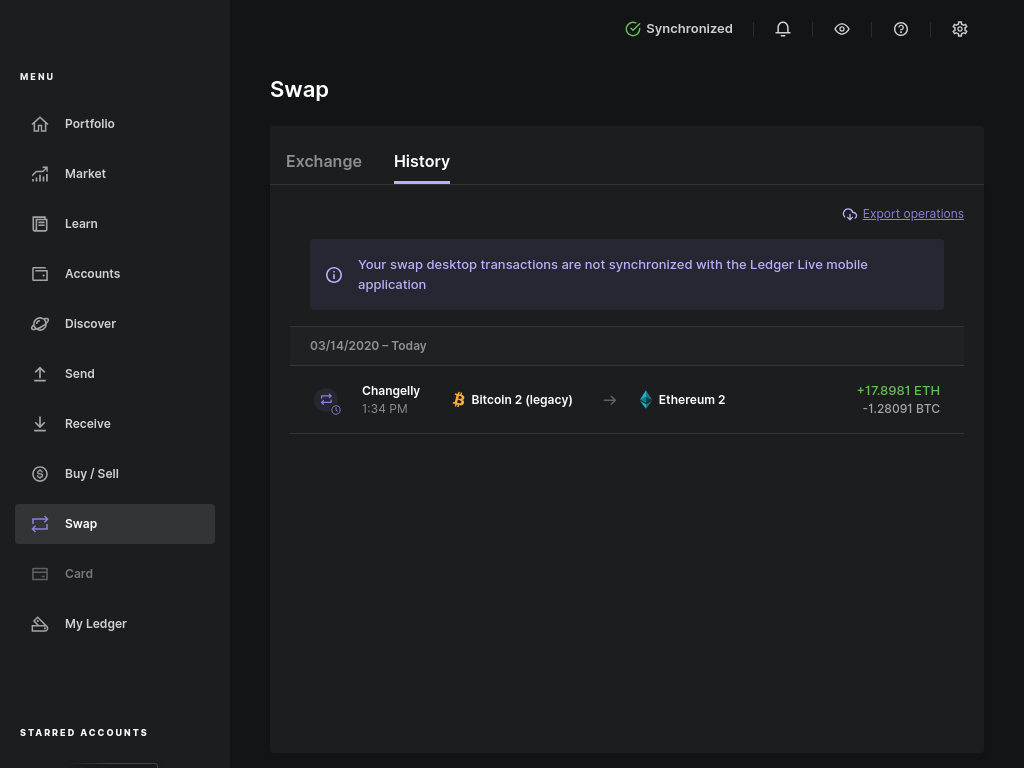 Synchronized
MENU
Portfolio
Market
Learn
Accounts
Discover
Send
Receive
Buy / Sell
Swap
Card
My Ledger
STARRED ACCOUNTS
Swap
Exchange
History
Export operations
Your swap desktop transactions are not synchronized with the Ledger Live mobile
application
03/14/2020 – Today
Changelly
1:34 PM
Bitcoin 2 (legacy)
Ethereum 2
+17.8981 ETH
-1.28091 BTC